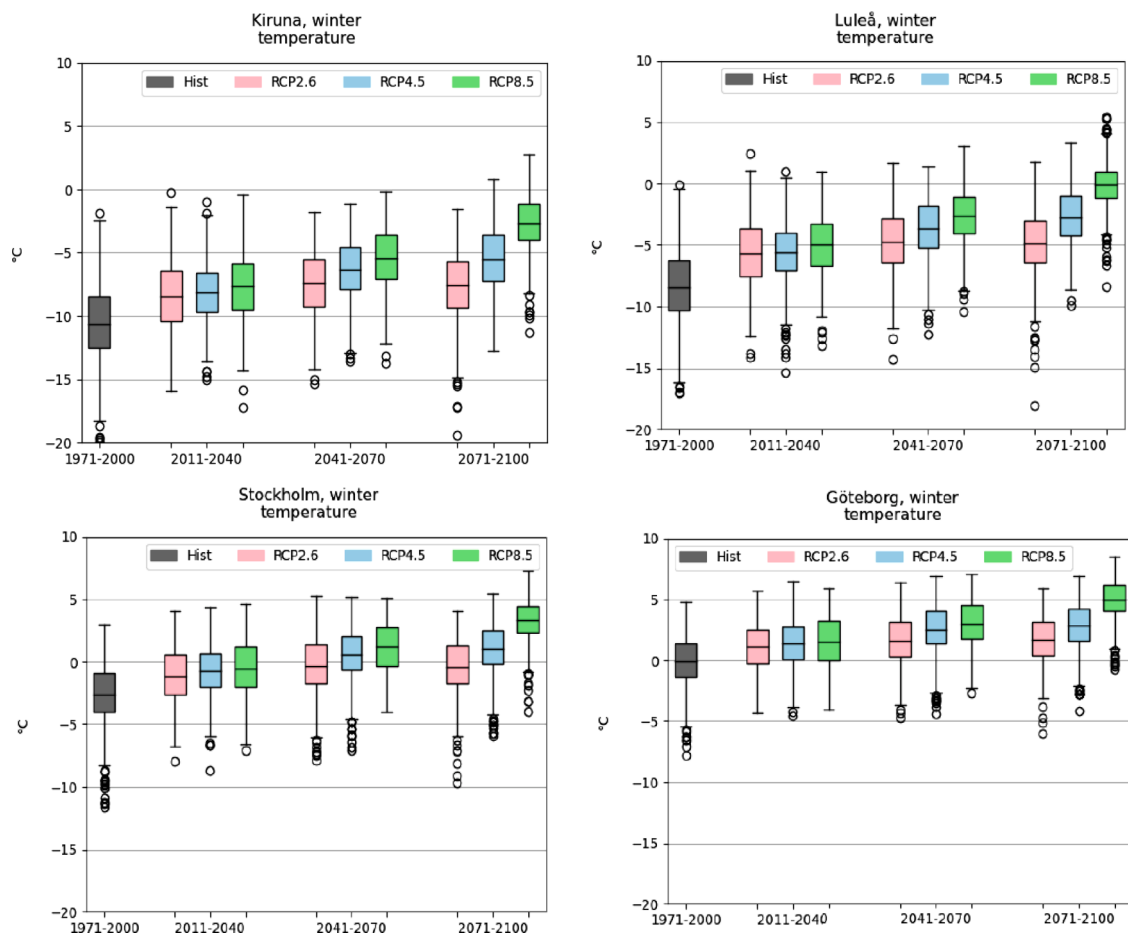 Kiruna, winter
temperature
Hist RCP2.6 RCP4.5 RCP8.5
10
5
0
−5
−10
−15
−20
°C
1971-2000 2011-2040 2041-2070 2071-2100
Luleå, winter
temperature
Hist RCP2.6 RCP4.5 RCP8.5
10
5
0
−5
−10
−15
−20
°C
1971-2000 2011-2040 2041-2070 2071-2100
Stockholm, winter
temperature
Hist RCP2.6 RCP4.5 RCP8.5
10
5
0
−5
−10
−15
−20
°C
1971-2000 2011-2040 2041-2070 2071-2100
Göteborg, winter
temperature
Hist RCP2.6 RCP4.5 RCP8.5
10
5
0
−5
−10
−15
−20
°C
1971-2000 2011-2040 2041-2070 2071-2100